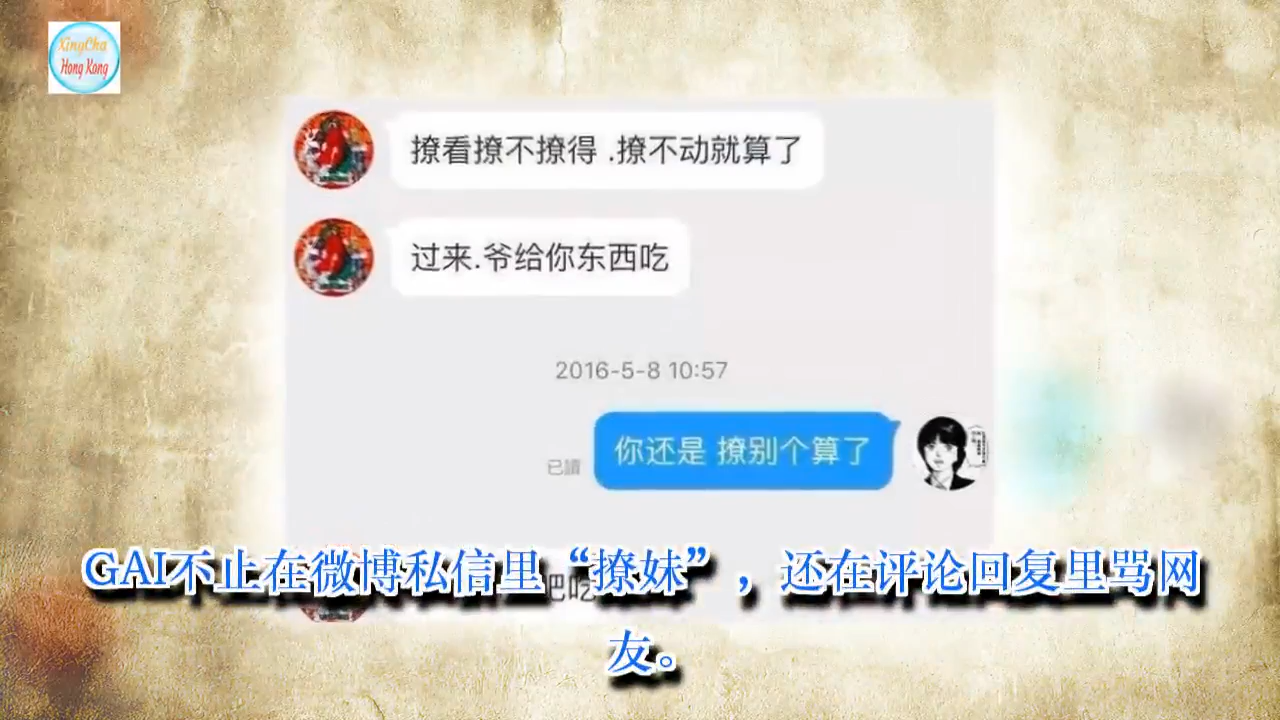 XingCha
Hong Kong
撩看撩不撩得 .撩不动就算了
过来.爷给你东西吃
2016-5-8 10:57
你还是 撩别个算了
已讀
吧吃
GAI不止在微博私信里“撩妹”，还在评论回复里骂网
友。